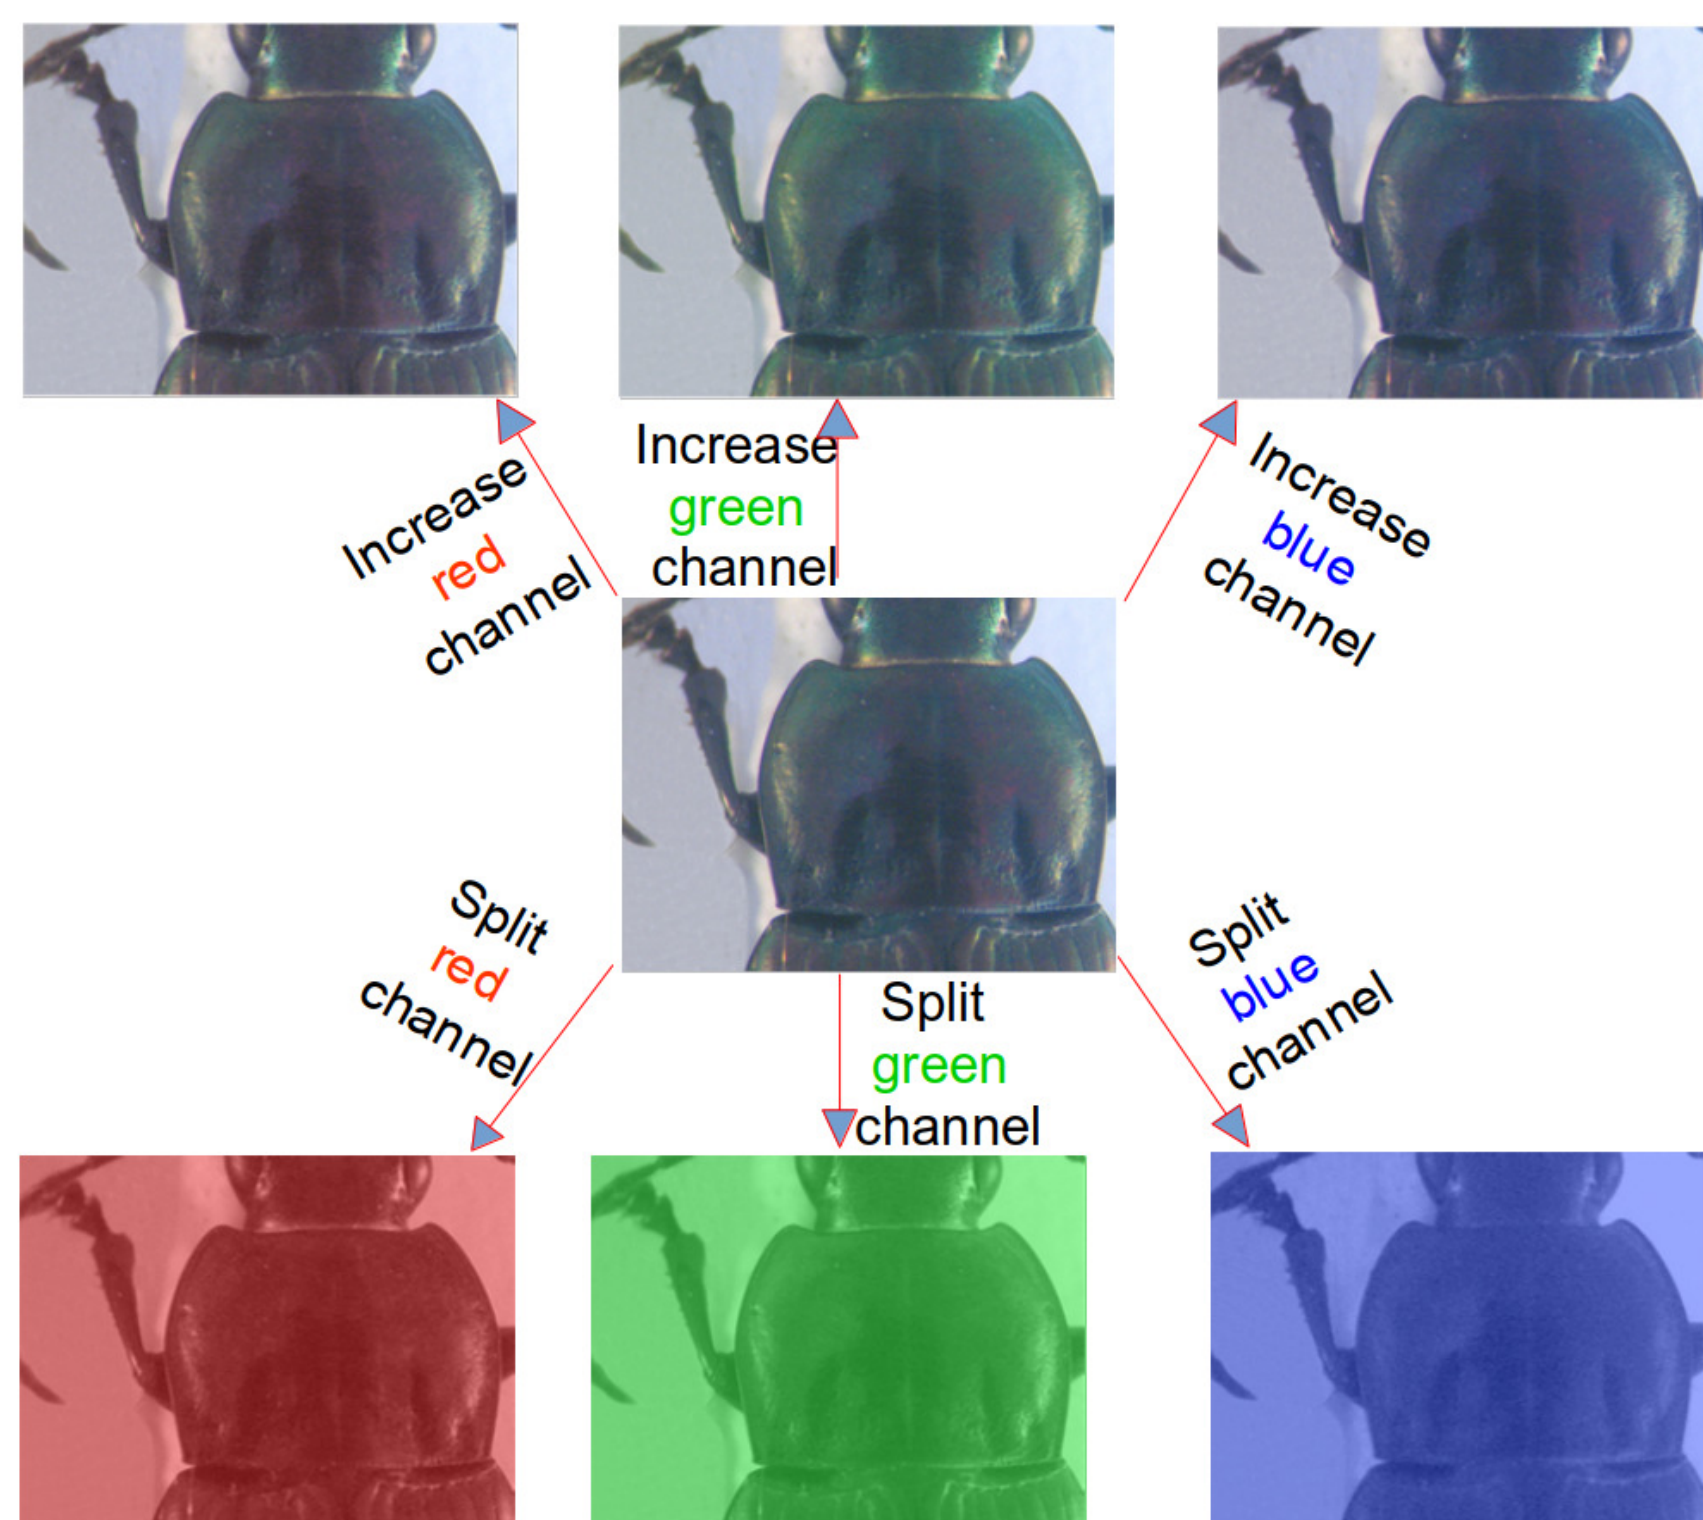 Increase
red
channel
Increase
green
channel
Increase
blue
channel
Split
red
channel
Split
green
channel
Split
blue
channel